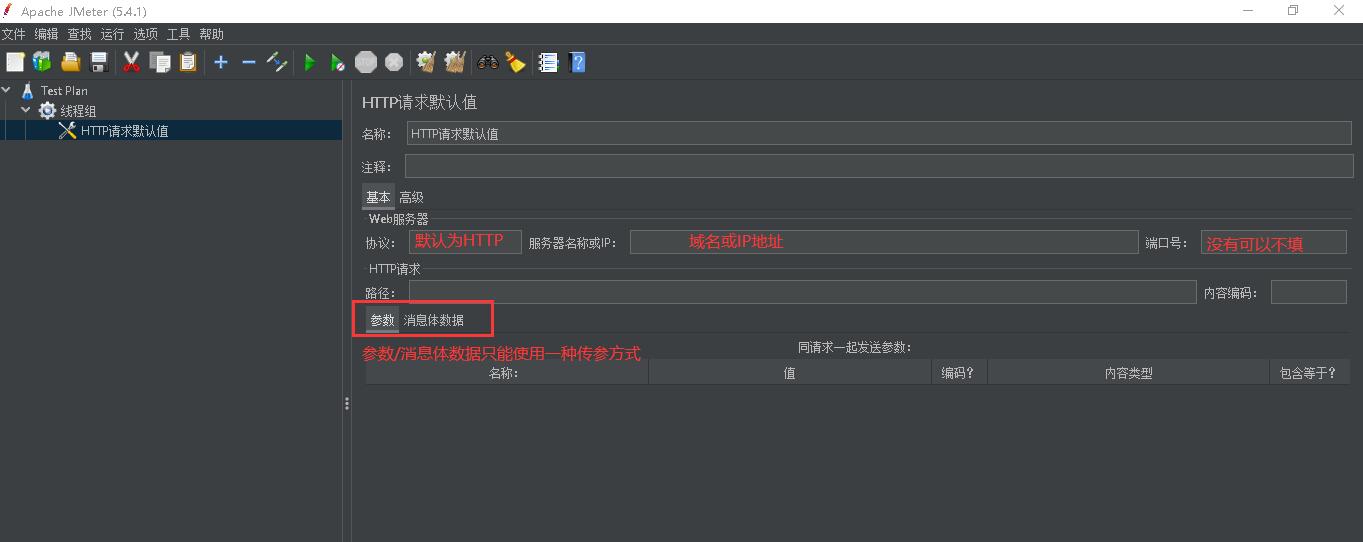 Apache JMeter (5.4.1)
文件 编辑 查找 运行 选项 工具 帮助
STOP
Test Plan
线程组
HTTP请求默认值
HTTP请求默认值
名称: HTTP请求默认值
注释:
基本 高级
Web服务器
协议: 默认为HTTP 服务器名称或IP: 域名或IP地址 端口号: 没有可以不填
HTTP请求
路径: 内容编码:
参数 消息体数据
同请求一起发送参数:
参数/消息体数据只能使用一种传参方式
名称: 值 编码? 内容类型 包含等于?